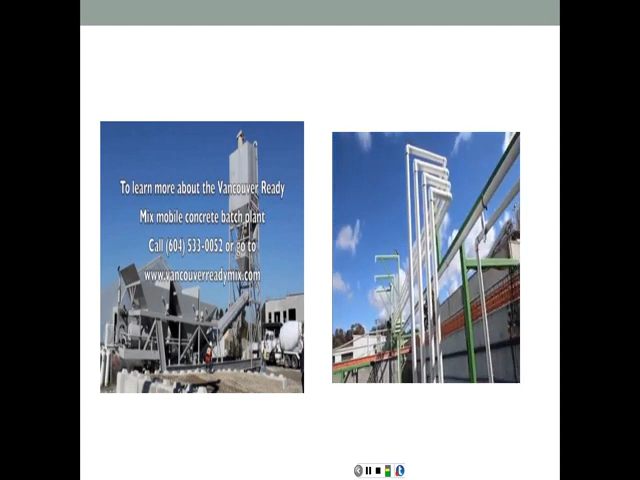 To learn more about the Vancouver Ready
Mix mobile concrete batch plant
Call (604) 533-0052 or go to
www.vancouverreadymix.com